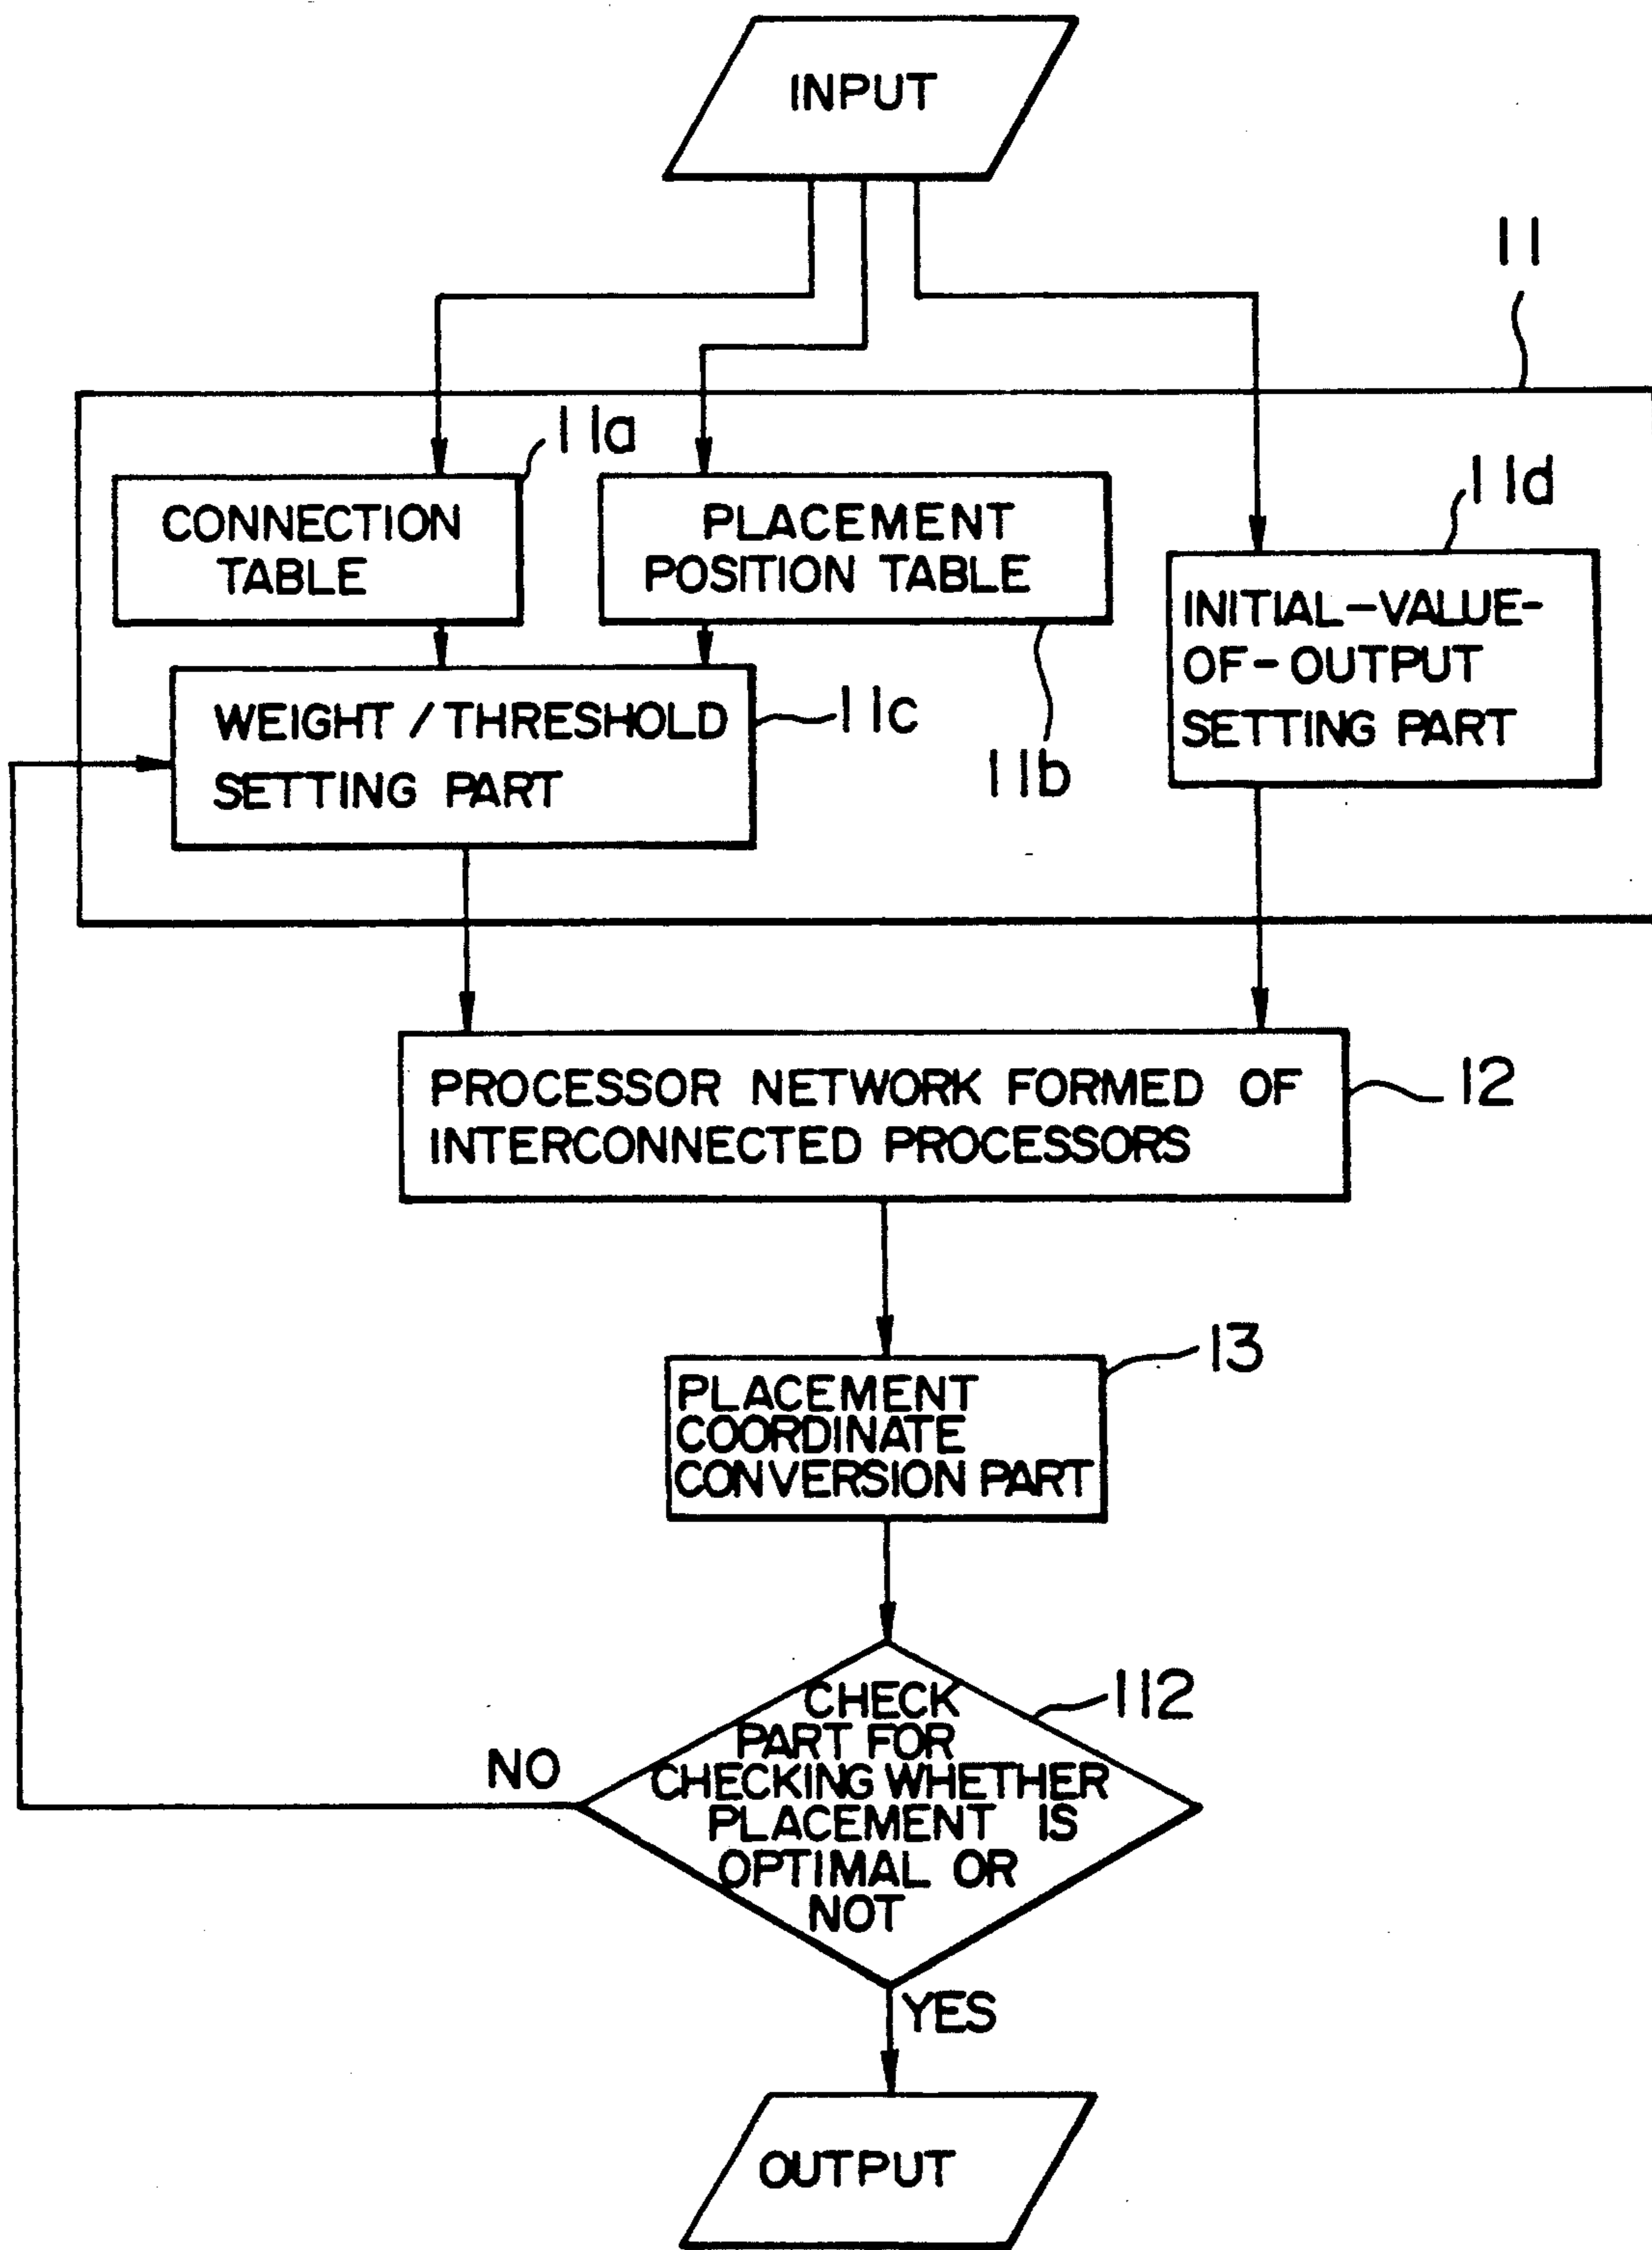 INPUT
11
11a
CONNECTION
TABLE
PLACEMENT
POSITION TABLE
11d
INITIAL-VALUE-
OF-OUTPUT
SETTING PART
WEIGHT / THRESHOLD
SETTING PART
11c
11b
PROCESSOR NETWORK FORMED OF
INTERCONNECTED PROCESSORS
12
13
PLACEMENT
COORDINATE
CONVERSION PART
112
CHECK
PART FOR
CHECKING WHETHER
PLACEMENT IS
OPTIMAL OR
NOT
NO
YES
OUTPUT